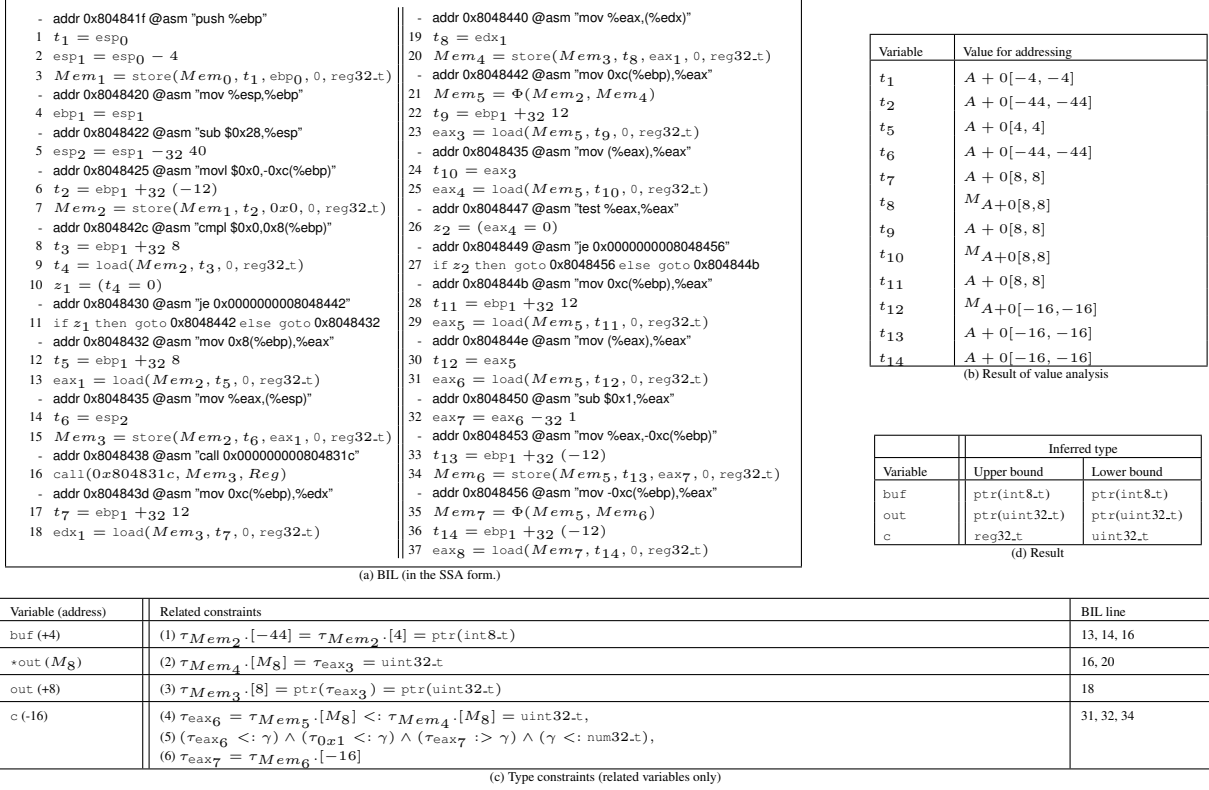 - addr 0x804841f @asm "push %ebp"
1 t₁ = esp₀
2 esp₁ = esp₀ − 4
3 Mem₁ = store(Mem₀, t₁, ebp₀, 0, reg32_t)
- addr 0x8048420 @asm "mov %esp,%ebp"
4 ebp₁ = esp₁
- addr 0x8048422 @asm "sub $0x28,%esp"
5 esp₂ = esp₁ −₃₂ 40
- addr 0x8048425 @asm "movl $0x0,-0xc(%ebp)"
6 t₂ = ebp₁ +₃₂ (−12)
7 Mem₂ = store(Mem₁, t₂, 0x0, 0, reg32_t)
- addr 0x804842c @asm "cmpl $0x0,0x8(%ebp)"
8 t₃ = ebp₁ +₃₂ 8
9 t₄ = load(Mem₂, t₃, 0, reg32_t)
10 z₁ = (t₄ = 0)
- addr 0x8048430 @asm "je 0x0000000008048442"
11 if z₁ then goto 0x8048442 else goto 0x8048432
- addr 0x8048432 @asm "mov 0x8(%ebp),%eax"
12 t₅ = ebp₁ +₃₂ 8
13 eax₁ = load(Mem₂, t₅, 0, reg32_t)
- addr 0x8048435 @asm "mov %eax,(%esp)"
14 t₆ = esp₂
15 Mem₃ = store(Mem₂, t₆, eax₁, 0, reg32_t)
- addr 0x8048438 @asm "call 0x000000000804831c"
16 call(0x804831c, Mem₃, Reg)
- addr 0x804843d @asm "mov 0xc(%ebp),%edx"
17 t₇ = ebp₁ +₃₂ 12
18 edx₁ = load(Mem₃, t₇, 0, reg32_t)
- addr 0x8048440 @asm "mov %eax,(%edx)"
19 t₈ = edx₁
20 Mem₄ = store(Mem₃, t₈, eax₁, 0, reg32_t)
- addr 0x8048442 @asm "mov 0xc(%ebp),%eax"
21 Mem₅ = Φ(Mem₂, Mem₄)
22 t₉ = ebp₁ +₃₂ 12
23 eax₃ = load(Mem₅, t₉, 0, reg32_t)
- addr 0x8048435 @asm "mov (%eax),%eax"
24 t₁₀ = eax₃
25 eax₄ = load(Mem₅, t₁₀, 0, reg32_t)
- addr 0x8048447 @asm "test %eax,%eax"
26 z₂ = (eax₄ = 0)
- addr 0x8048449 @asm "je 0x0000000008048456"
27 if z₂ then goto 0x8048456 else goto 0x804844b
- addr 0x804844b @asm "mov 0xc(%ebp),%eax"
28 t₁₁ = ebp₁ +₃₂ 12
29 eax₅ = load(Mem₅, t₁₁, 0, reg32_t)
- addr 0x804844e @asm "mov (%eax),%eax"
30 t₁₂ = eax₅
31 eax₆ = load(Mem₅, t₁₂, 0, reg32_t)
- addr 0x8048450 @asm "sub $0x1,%eax"
32 eax₇ = eax₆ −₃₂ 1
- addr 0x8048453 @asm "mov %eax,-0xc(%ebp)"
33 t₁₃ = ebp₁ +₃₂ (−12)
34 Mem₆ = store(Mem₅, t₁₃, eax₇, 0, reg32_t)
- addr 0x8048456 @asm "mov -0xc(%ebp),%eax"
35 Mem₇ = Φ(Mem₅, Mem₆)
36 t₁₄ = ebp₁ +₃₂ (−12)
37 eax₈ = load(Mem₇, t₁₄, 0, reg32_t)
(a) BIL (in the SSA form.)
Variable Value for addressing
t₁ A + 0[−4, −4]
t₂ A + 0[−44, −44]
t₅ A + 0[4, 4]
t₆ A + 0[−44, −44]
t₇ A + 0[8, 8]
t₈ M_A+0[8,8]
t₉ A + 0[8, 8]
t₁₀ M_A+0[8,8]
t₁₁ A + 0[8, 8]
t₁₂ M_A+0[−16,−16]
t₁₃ A + 0[−16, −16]
t₁₄ A + 0[−16, −16]
(b) Result of value analysis
Inferred type
Variable Upper bound Lower bound
buf ptr(int8_t) ptr(int8_t)
out ptr(uint32_t) ptr(uint32_t)
c reg32_t uint32_t
(d) Result
Variable (address) Related constraints BIL line
buf (+4) (1) τ_Mem₂.[−44] = τ_Mem₂.[4] = ptr(int8_t) 13, 14, 16
*out (M₈) (2) τ_Mem₄.[M₈] = τ_eax₃ = uint32_t 16, 20
out (+8) (3) τ_Mem₃.[8] = ptr(τ_eax₃) = ptr(uint32_t) 18
c (-16) (4) τ_eax₆ = τ_Mem₅.[M₈] <: τ_Mem₄.[M₈] = uint32_t, 31, 32, 34
(5) (τ_eax₆ <: γ) ∧ (τ_0x1 <: γ) ∧ (τ_eax₇ :> γ) ∧ (γ <: num32_t),
(6) τ_eax₇ = τ_Mem₆.[−16]
(c) Type constraints (related variables only)